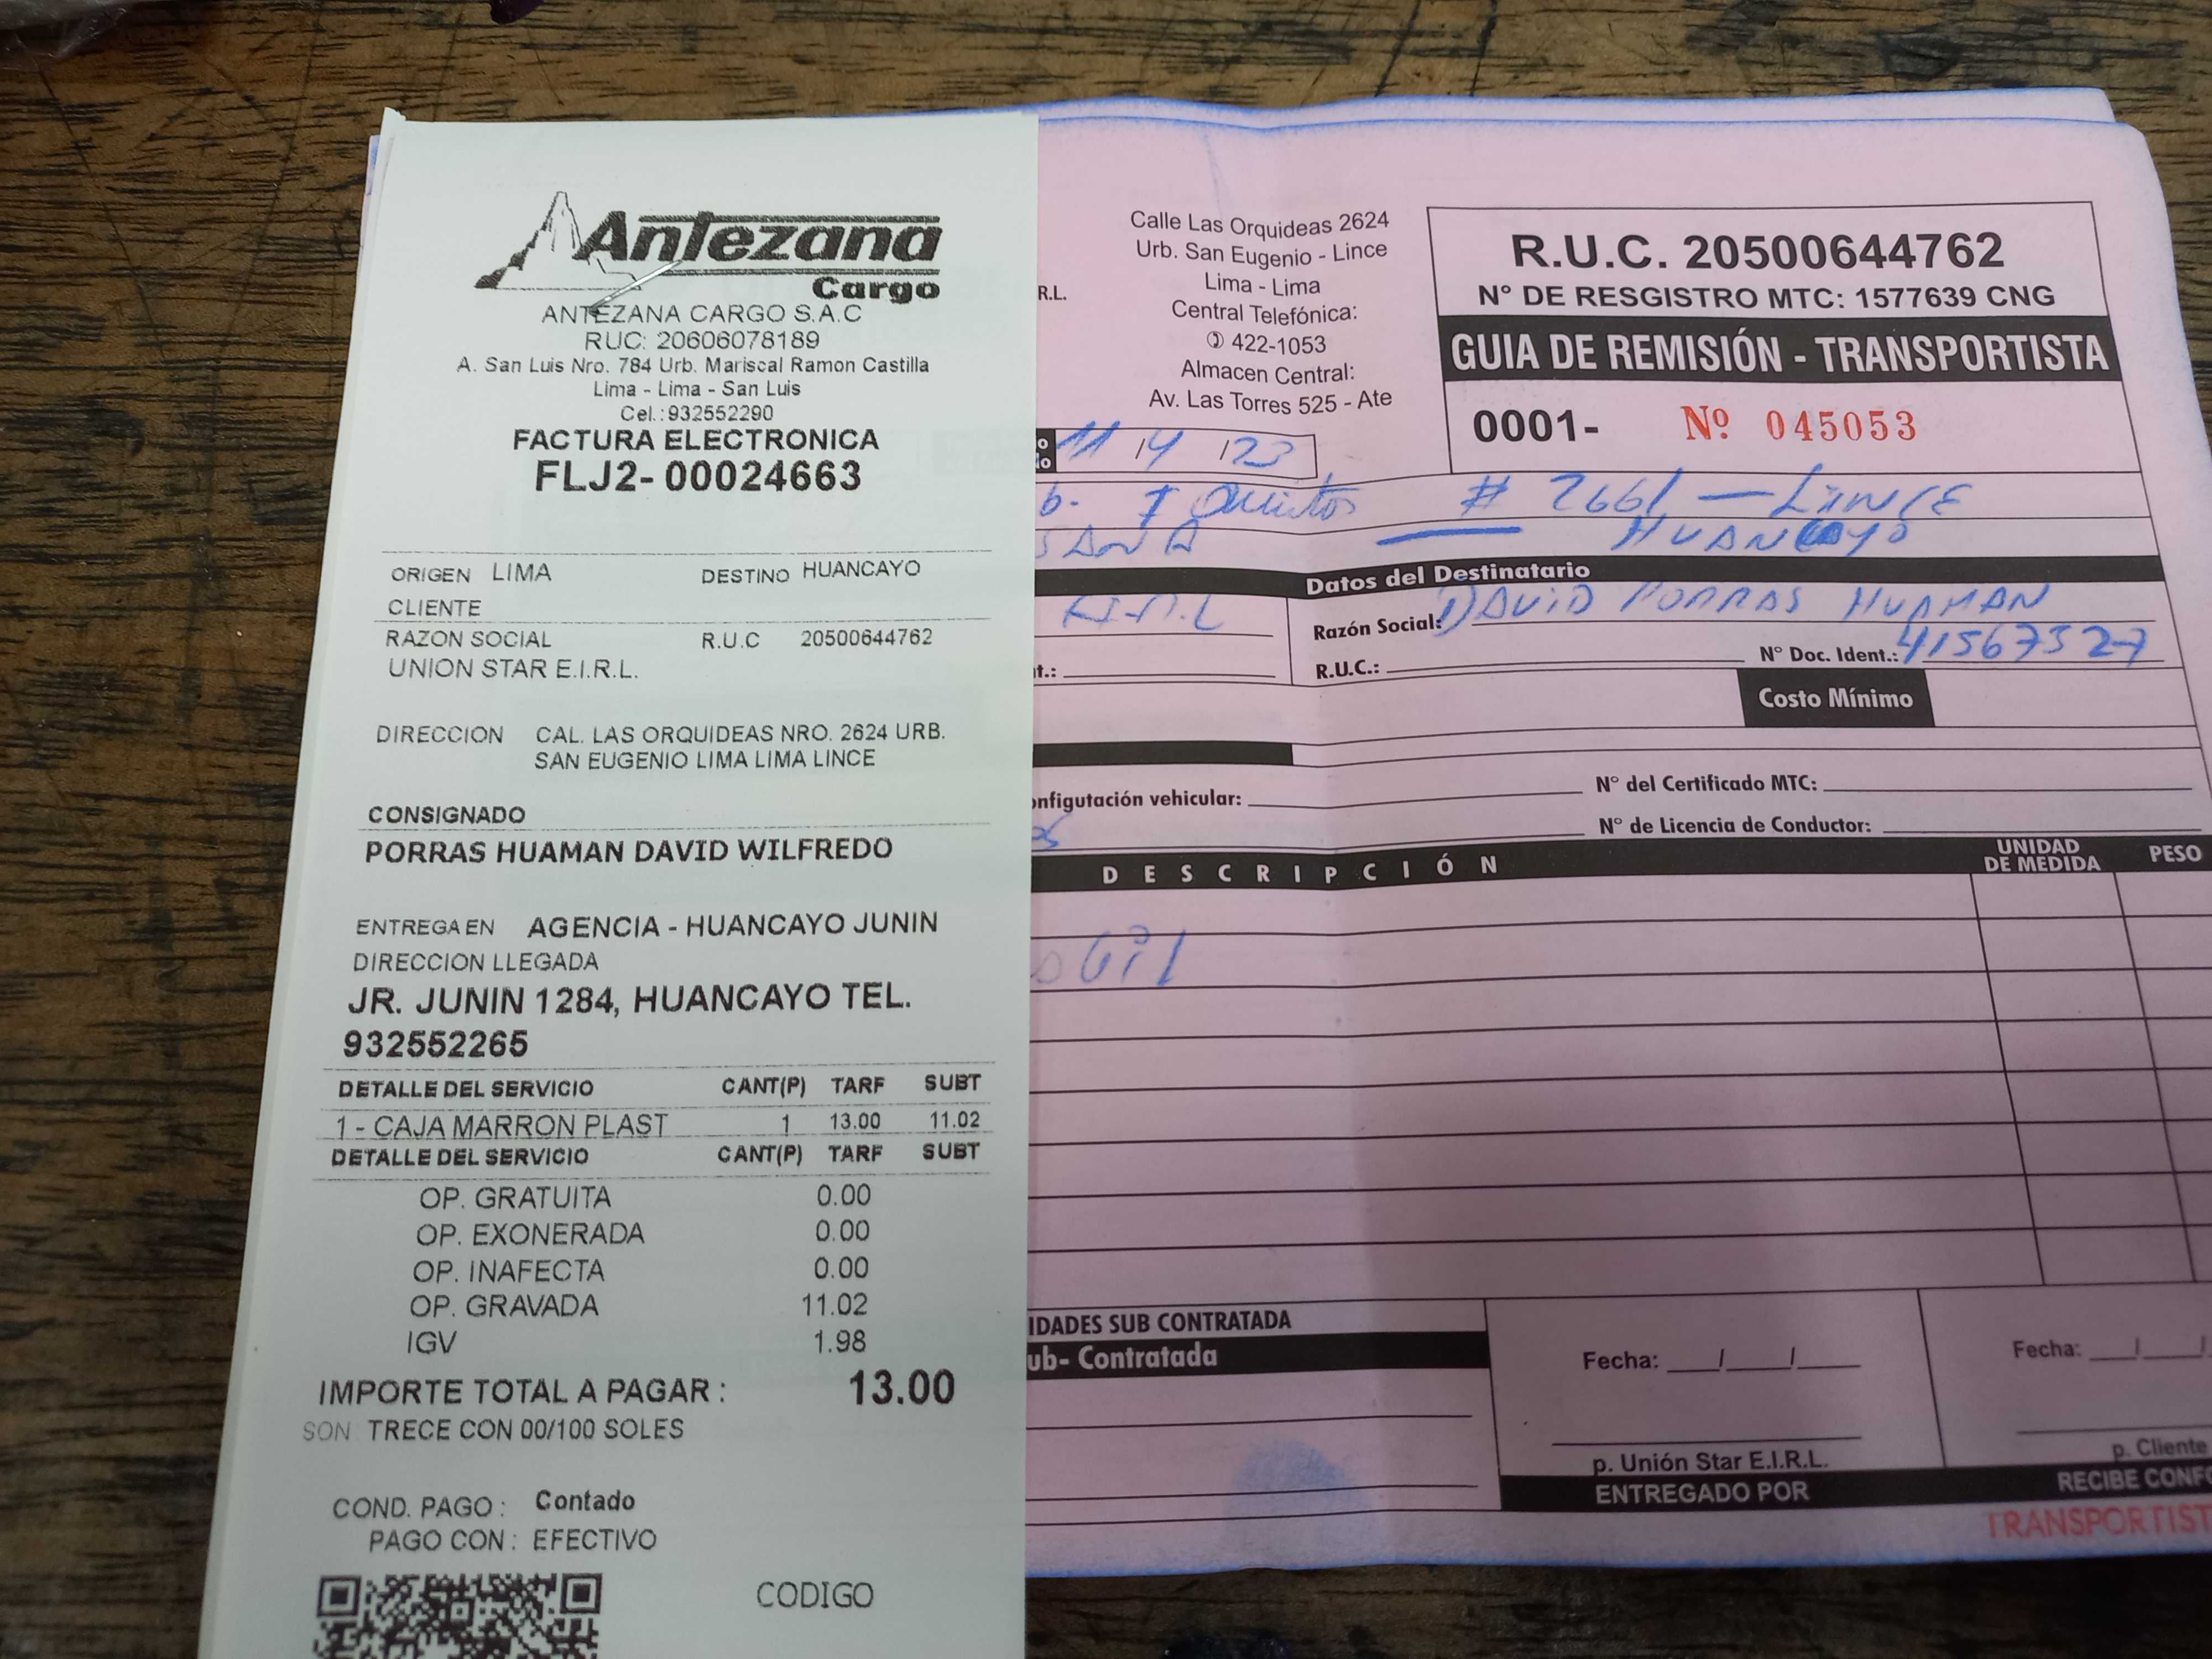 Antezana
Cargo
ANTEZANA CARGO S.A.C
RUC: 20606078189
A. San Luis Nro. 784 Urb. Mariscal Ramon Castilla
Lima - Lima - San Luis
Cel.:932552290
FACTURA ELECTRONICA
FLJ2- 00024663
ORIGEN LIMA DESTINO HUANCAYO
CLIENTE
RAZON SOCIAL R.U.C 20500644762
UNION STAR E.I.R.L.
DIRECCION CAL. LAS ORQUIDEAS NRO. 2624 URB.
SAN EUGENIO LIMA LIMA LINCE
CONSIGNADO
PORRAS HUAMAN DAVID WILFREDO
ENTREGA EN AGENCIA - HUANCAYO JUNIN
DIRECCION LLEGADA
JR. JUNIN 1284, HUANCAYO TEL.
932552265
DETALLE DEL SERVICIO CANT(P) TARF SUBT
1 - CAJA MARRON PLAST 1 13.00 11.02
DETALLE DEL SERVICIO CANT(P) TARF SUBT
OP. GRATUITA 0.00
OP. EXONERADA 0.00
OP. INAFECTA 0.00
OP. GRAVADA 11.02
IGV 1.98
IMPORTE TOTAL A PAGAR : 13.00
SON TRECE CON 00/100 SOLES
COND. PAGO : Contado
PAGO CON : EFECTIVO
CODIGO
R.L.
Calle Las Orquideas 2624
Urb. San Eugenio - Lince
Lima - Lima
Central Telefónica:
422-1053
Almacen Central:
Av. Las Torres 525 - Ate
R.U.C. 20500644762
N° DE RESGISTRO MTC: 1577639 CNG
GUIA DE REMISIÓN - TRANSPORTISTA
0001- Nº 045053
11 / 4 / 23
# 2661 — LINCE
HUANCAYO
Datos del Destinatario
Razón Social: DAVID PORRAS HUAMAN
R.U.C.: N° Doc. Ident.: 41567327
t.:
Costo Mínimo
onfigutación vehicular: N° del Certificado MTC:
N° de Licencia de Conductor:
DESCRIPCIÓN UNIDAD DE MEDIDA PESO
IDADES SUB CONTRATADA
ub- Contratada
Fecha: / / Fecha: / /
p. Unión Star E.I.R.L. p. Cliente
ENTREGADO POR RECIBE CONFO
TRANSPORTIST